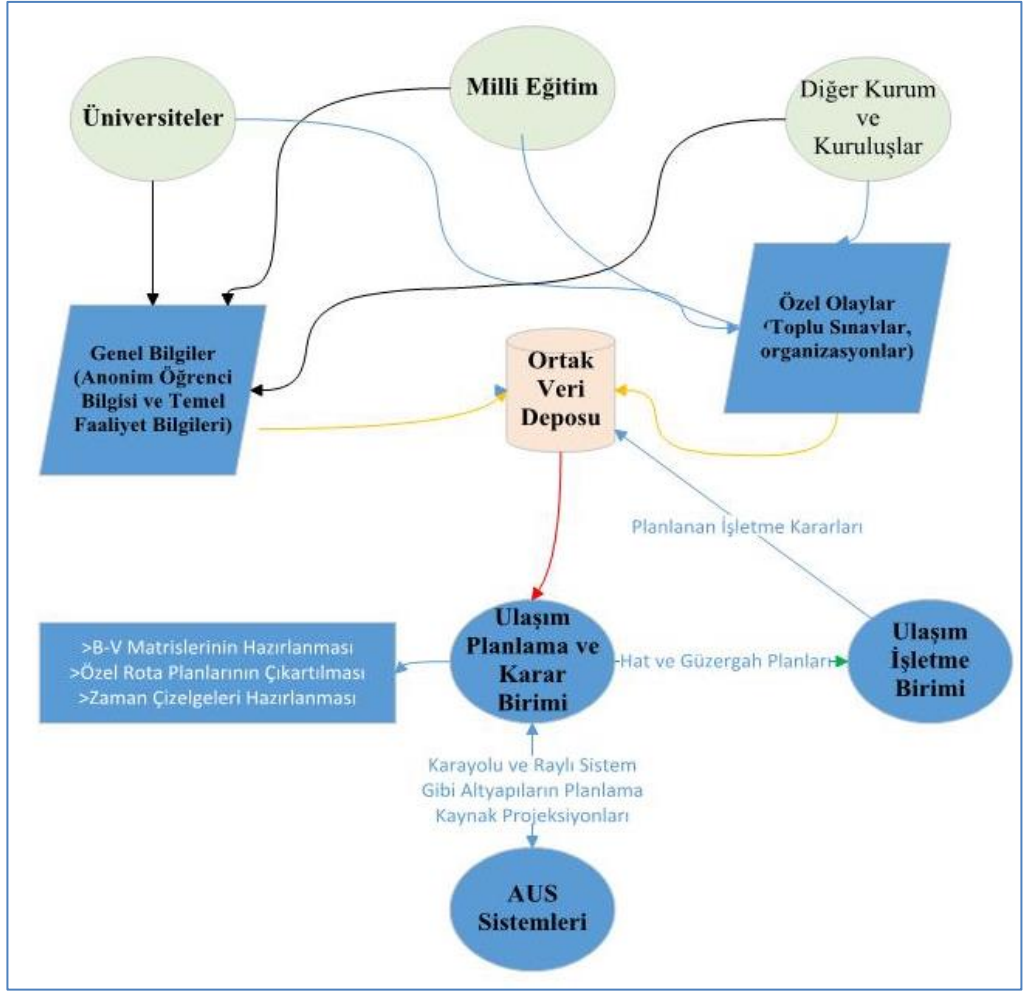 Üniversiteler
Milli Eğitim
Diğer Kurum
ve
Kuruluşlar
Genel Bilgiler
(Anonim Öğrenci
Bilgisi ve Temel
Faaliyet Bilgileri)
Ortak
Veri
Deposu
Özel Olaylar
(Toplu Sınavlar,
organizasyonlar)
Planlanan İşletme Kararları
>B-V Matrislerinin Hazırlanması
>Özel Rota Planlarının Çıkartılması
>Zaman Çizelgeleri Hazırlanması
Ulaşım
Planlama ve
Karar
Birimi
Hat ve Güzergah Planları
Ulaşım
İşletme
Birimi
Karayolu ve Raylı Sistem
Gibi Altyapıların Planlama
Kaynak Projeksiyonları
AUS
Sistemleri